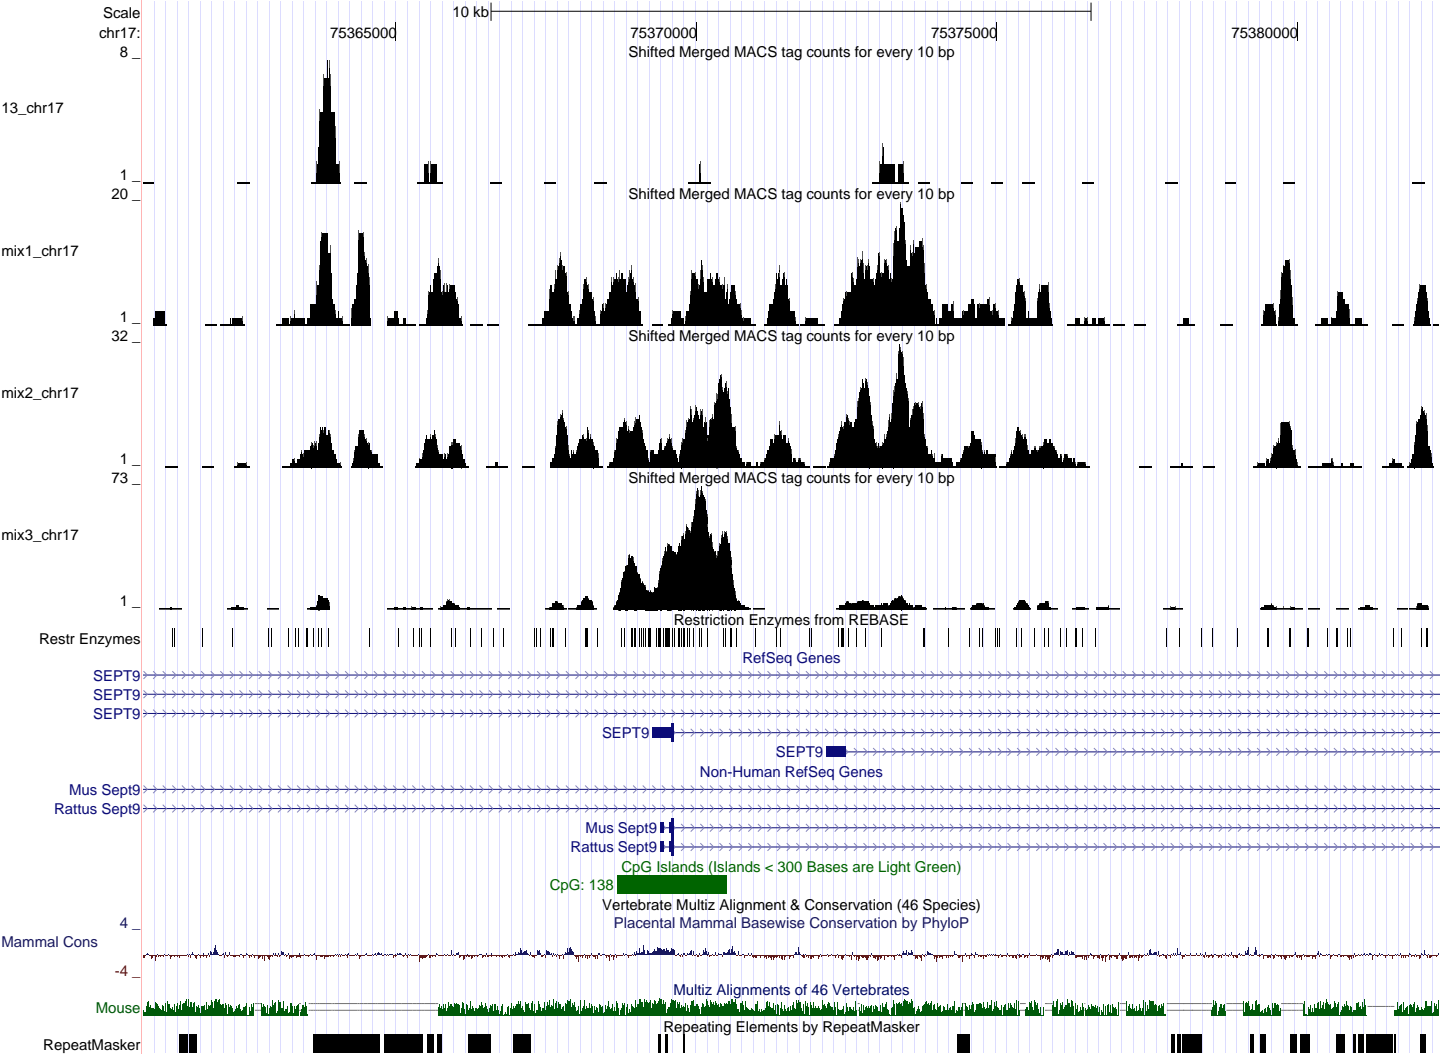 Scale 10 kb
chr17: 75365000 75370000 75375000 75380000
Shifted Merged MACS tag counts for every 10 bp
8 _
13_chr17
1 _
Shifted Merged MACS tag counts for every 10 bp
20 _
mix1_chr17
1 _
Shifted Merged MACS tag counts for every 10 bp
32 _
mix2_chr17
1 _
Shifted Merged MACS tag counts for every 10 bp
73 _
mix3_chr17
1 _
Restriction Enzymes from REBASE
Restr Enzymes
RefSeq Genes
SEPT9
SEPT9
SEPT9
SEPT9
SEPT9
Non-Human RefSeq Genes
Mus Sept9
Rattus Sept9
Mus Sept9
Rattus Sept9
CpG Islands (Islands < 300 Bases are Light Green)
CpG: 138
Vertebrate Multiz Alignment & Conservation (46 Species)
Placental Mammal Basewise Conservation by PhyloP
4 _
Mammal Cons
-4 _
Multiz Alignments of 46 Vertebrates
Mouse
Repeating Elements by RepeatMasker
RepeatMasker